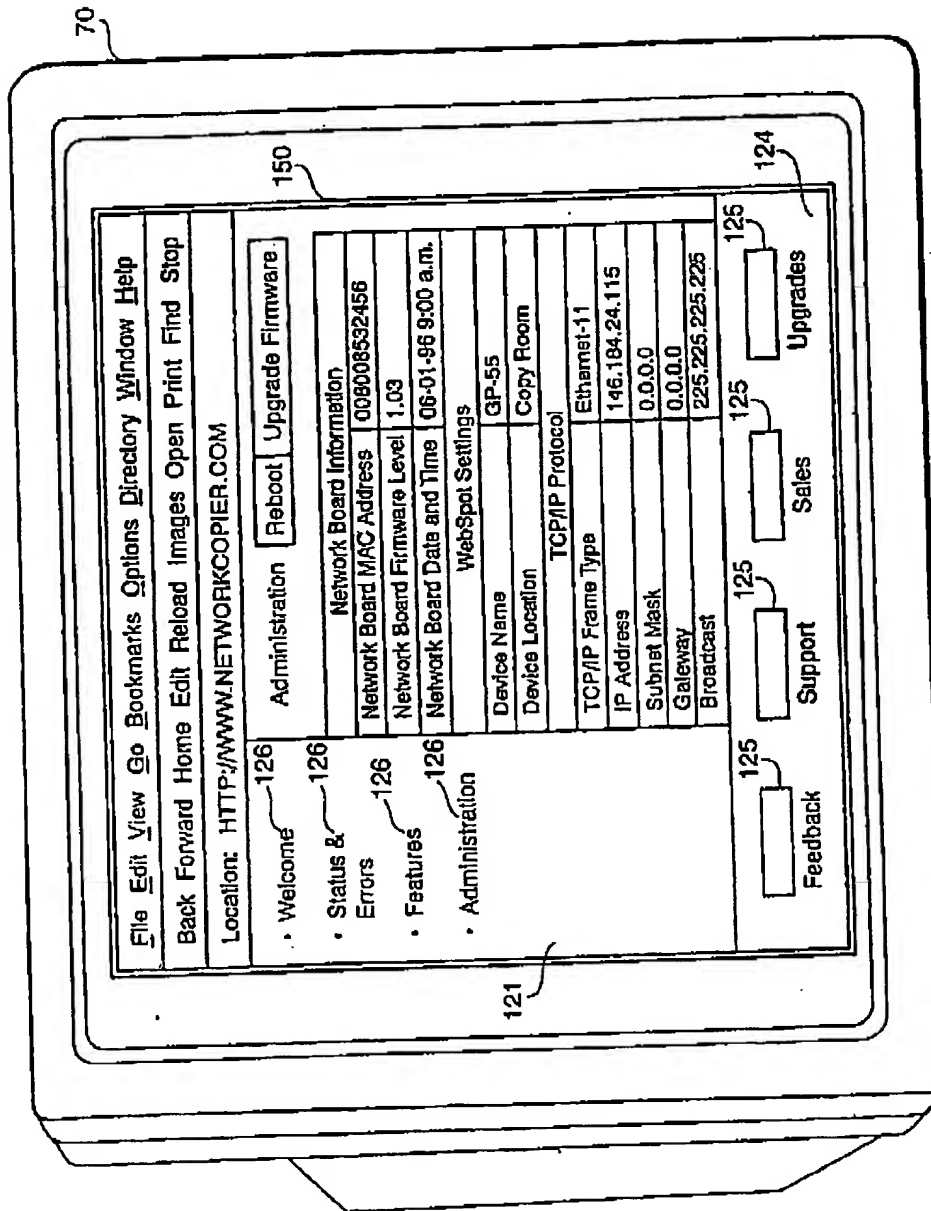 70
File Edit View Go Bookmarks Options Directory Window Help
Back Forward Home Edit Reload Images Open Print Find Stop
Location: HTTP://WWW.NETWORKCOPIER.COM
150
• Welcome 126
• Status & Errors 126
• Features 126
• Administration 126
121
Administration Reboot Upgrade Firmware
Network Board Information
Network Board MAC Address 008008532456
Network Board Firmware Level 1.03
Network Board Date and Time 06-01-96 9:00 a.m.
WebSpot Settings
Device Name GP-55
Device Location Copy Room
TCP/IP Protocol
TCP/IP Frame Type Ethernet-11
IP Address 146.184.24.115
Subnet Mask 0.0.0.0
Gateway 0.0.0.0
Broadcast 225.225.225.225
125 125 125 125
Feedback Support Sales Upgrades
124